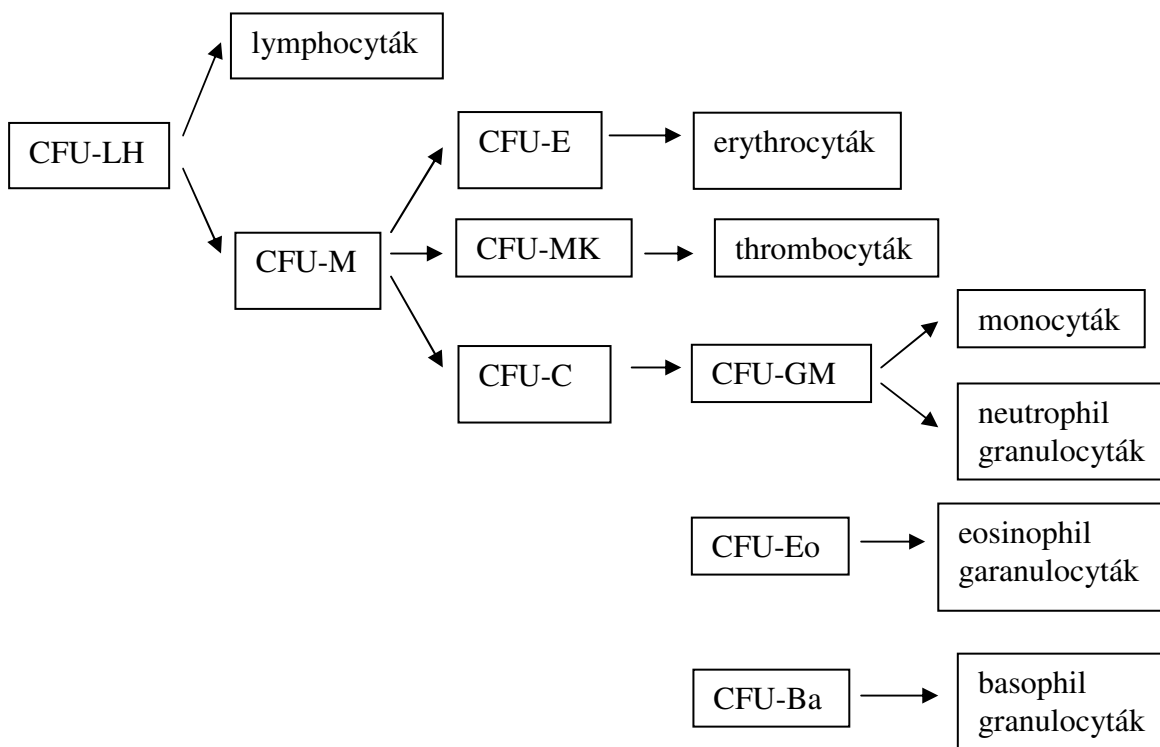 lymphocyták
CFU-LH
CFU-E
erythrocyták
CFU-M
CFU-MK
thrombocyták
monocyták
CFU-C
CFU-GM
neutrophil
granulocyták
CFU-Eo
eosinophil
garanulocyták
CFU-Ba
basophil
granulocyták